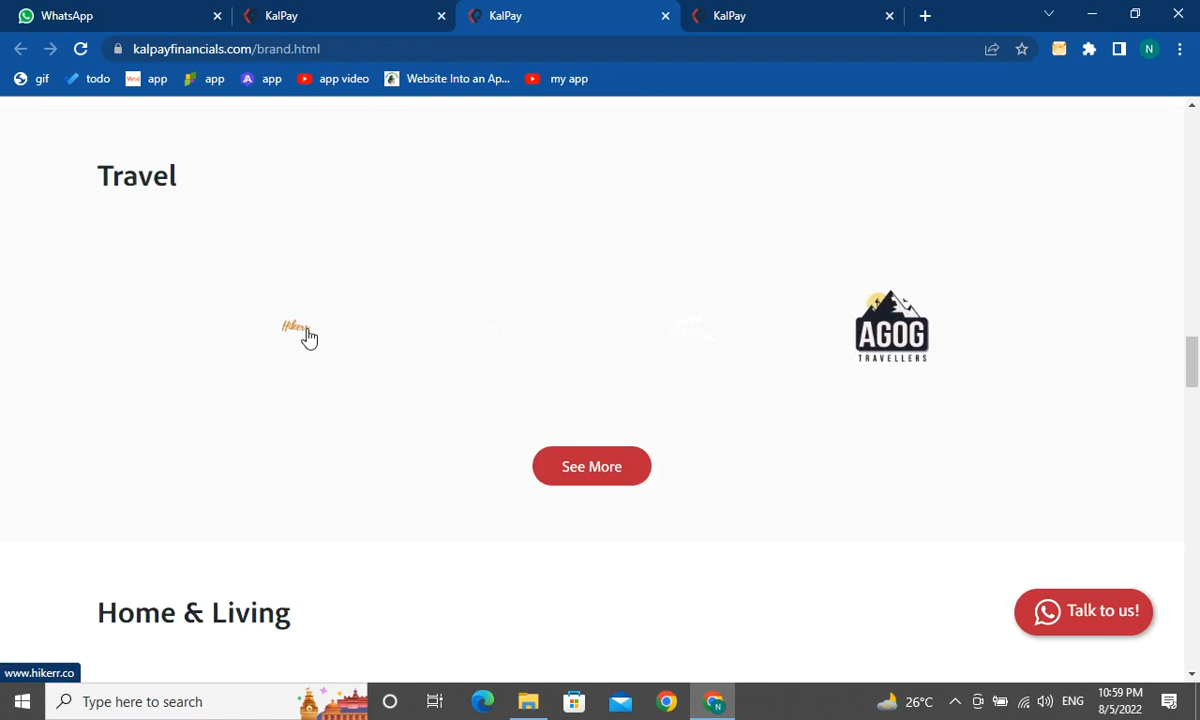 WhatsApp
KalPay
KalPay
KalPay
kalpayfinancials.com/brand.html
N
gif
todo
app
app
app
app video
Website Into an Ap...
my app
Travel
Hikerr
AGOG
TRAVELLERS
See More
Home & Living
Talk to us!
www.hikerr.co
Type here to search
N
26°C
ENG
10:59 PM
8/5/2022